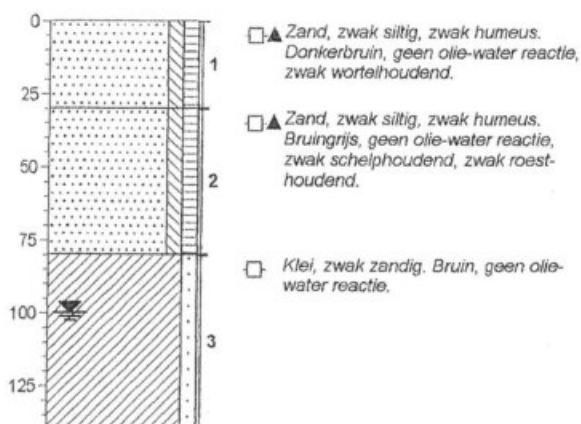 0
25
50
75
100
125
1
2
3
Zand, zwak siltig, zwak humeus.
Donkerbruin, geen olie-water reactie,
zwak wortelhoudend.
Zand, zwak siltig, zwak humeus.
Bruingrijs, geen olie-water reactie,
zwak schelphoudend, zwak roest-
houdend.
Klei, zwak zandig. Bruin, geen olie-
water reactie.